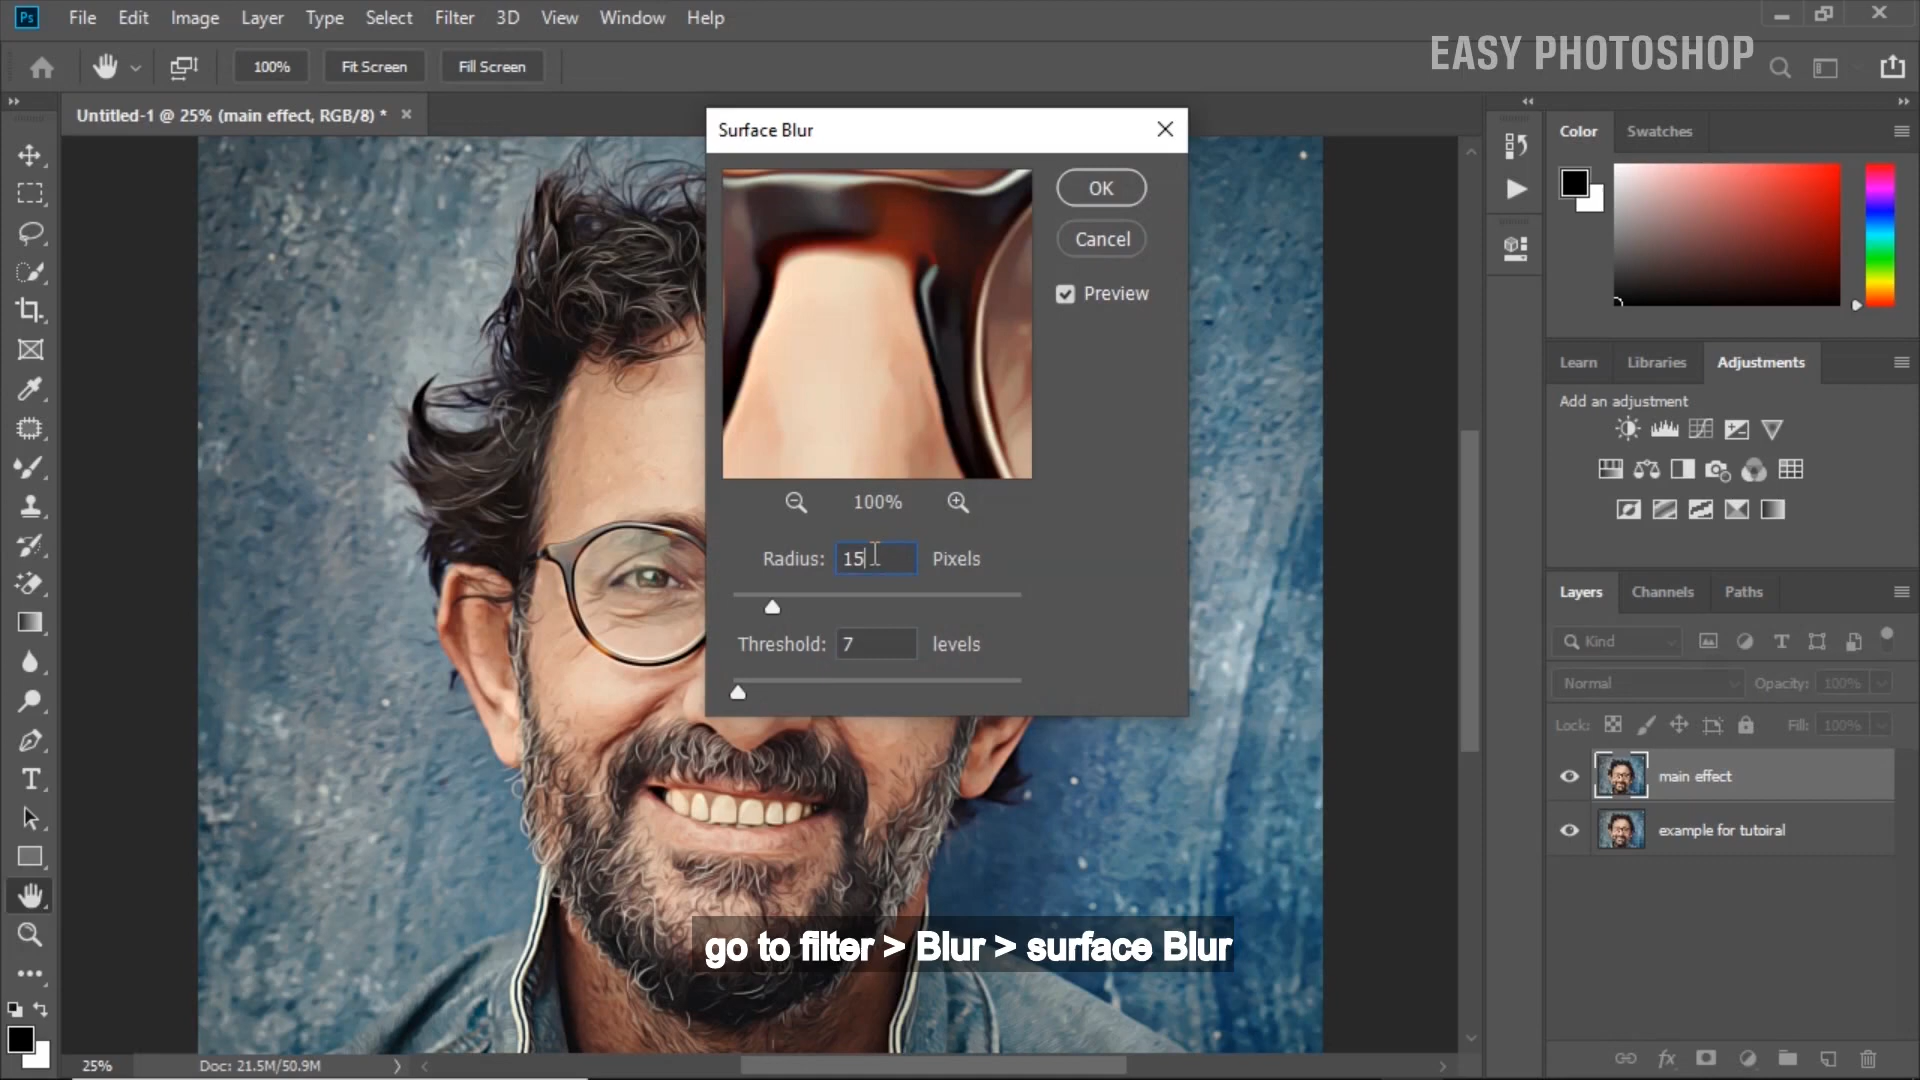 Ps File Edit Image Layer Type Select Filter 3D View Window Help
EASY PHOTOSHOP
100% Fit Screen Fill Screen
Untitled-1 @ 25% (main effect, RGB/8) *
Surface Blur
OK
Cancel
Preview
100%
Radius: 15 Pixels
Threshold: 7 levels
Color Swatches
Learn Libraries Adjustments
Add an adjustment
Layers Channels Paths
Kind
Normal Opacity: 100%
Lock: Fill: 100%
main effect
example for tutoiral
go to filter > Blur > surface Blur
25% Doc: 21.5M/50.9M